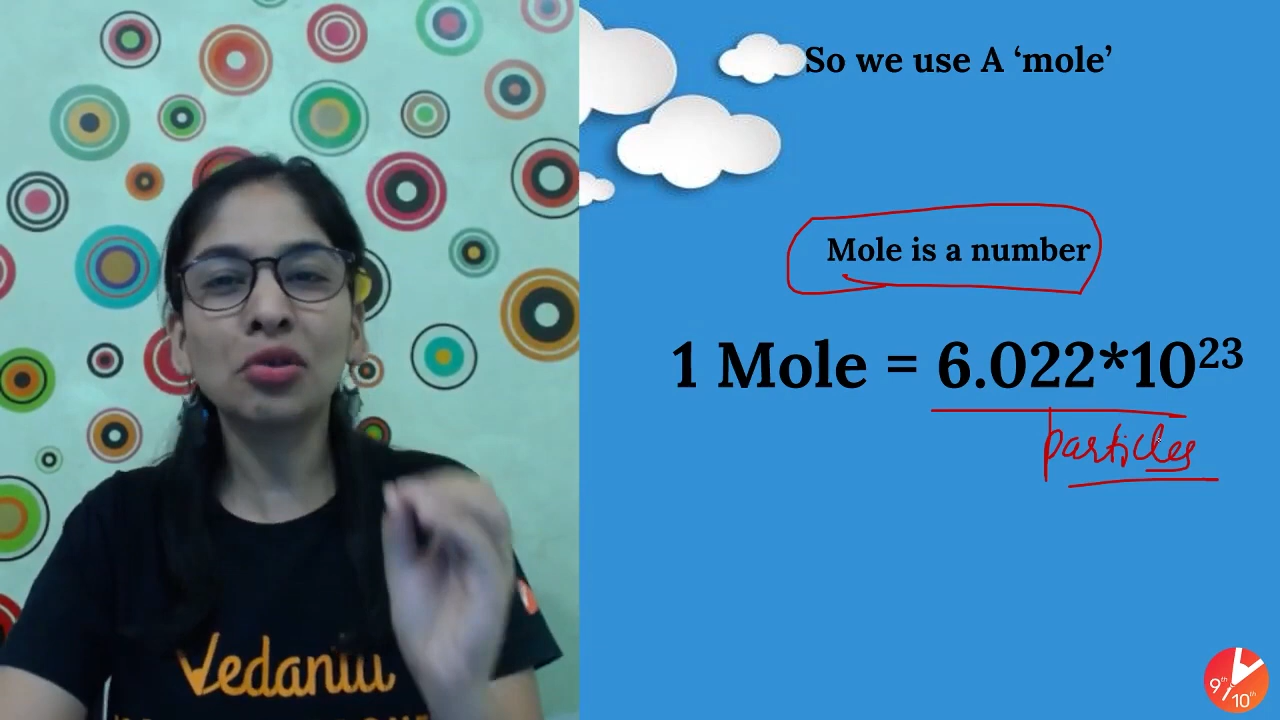 So we use A ‘mole’
Mole is a number
1 Mole = 6.022*10²³
particles
Vedantu
9th
10th